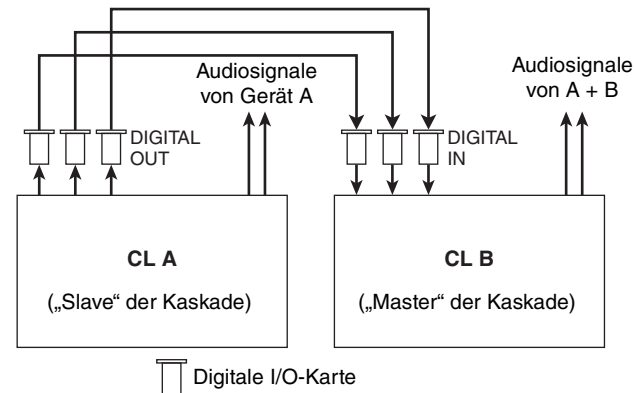 Audiosignale
von Gerät A
Audiosignale
von A + B
DIGITAL
OUT
DIGITAL
IN
CL A
(„Slave“ der Kaskade)
CL B
(„Master“ der Kaskade)
Digitale I/O-Karte